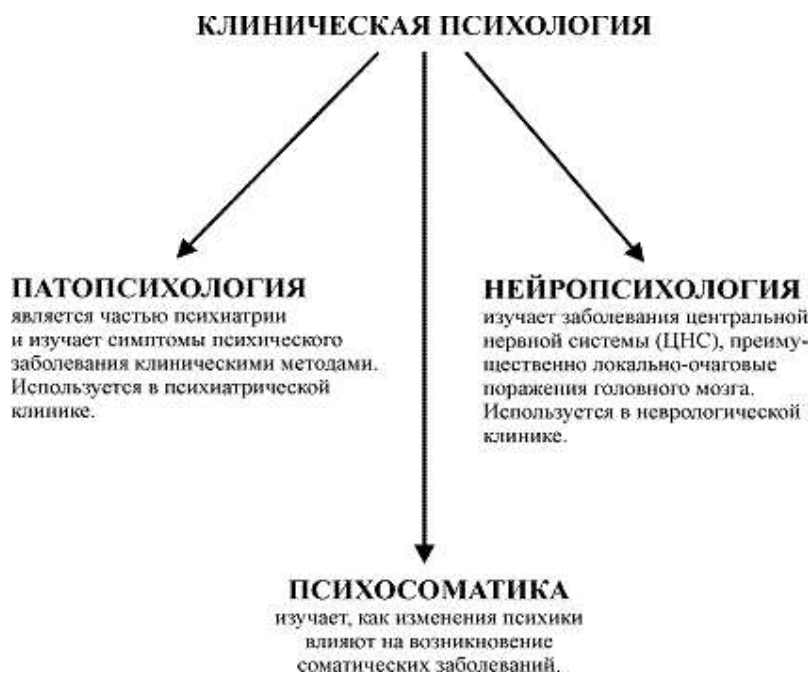 КЛИНИЧЕСКАЯ ПСИХОЛОГИЯ
ПАТОПСИХОЛОГИЯ
является частью психиатрии
и изучает симптомы психического
заболевания клиническими методами.
Используется в психиатрической
клинике.
НЕЙРОПСИХОЛОГИЯ
изучает заболевания центральной
нервной системы (ЦНС), преиму-
щественно локально-очаговые
поражения головного мозга.
Используется в неврологической
клинике.
ПСИХОСОМАТИКА
изучает, как изменения психики
влияют на возникновение
соматических заболеваний.